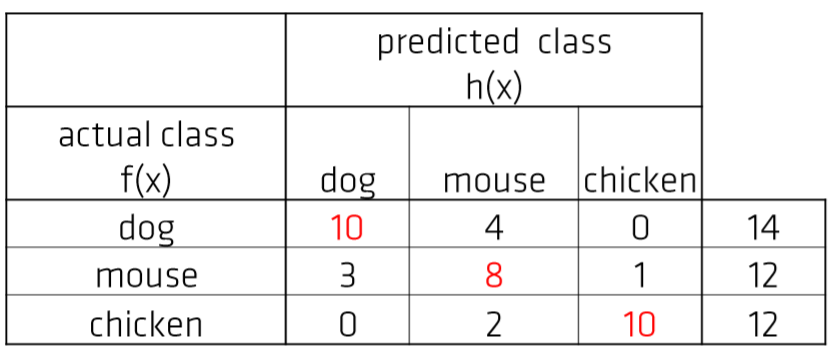 predicted class
h(x)
actual class
f(x)
dog mouse chicken
dog 10 4 0 14
mouse 3 8 1 12
chicken 0 2 10 12